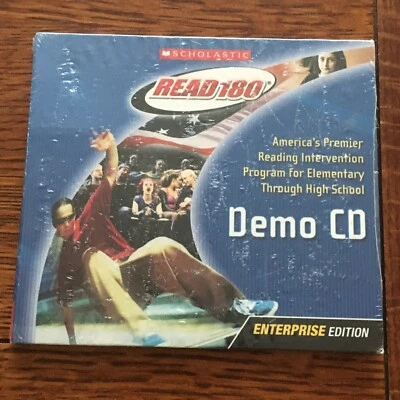 SCHOLASTIC
READ 180®
America's Premier
Reading Intervention
Program for Elementary
Through High School
Demo CD
ENTERPRISE EDITION